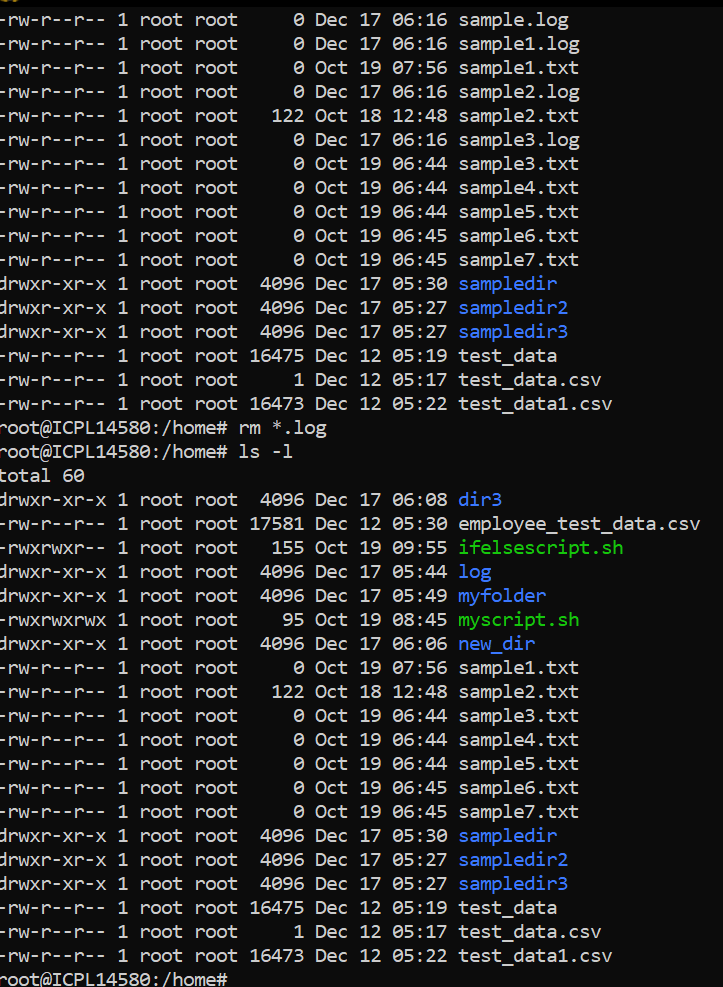 -rw-r--r-- 1 root root     0 Dec 17 06:16 sample.log
-rw-r--r-- 1 root root     0 Dec 17 06:16 sample1.log
-rw-r--r-- 1 root root     0 Oct 19 07:56 sample1.txt
-rw-r--r-- 1 root root     0 Dec 17 06:16 sample2.log
-rw-r--r-- 1 root root   122 Oct 18 12:48 sample2.txt
-rw-r--r-- 1 root root     0 Dec 17 06:16 sample3.log
-rw-r--r-- 1 root root     0 Oct 19 06:44 sample3.txt
-rw-r--r-- 1 root root     0 Oct 19 06:44 sample4.txt
-rw-r--r-- 1 root root     0 Oct 19 06:44 sample5.txt
-rw-r--r-- 1 root root     0 Oct 19 06:45 sample6.txt
-rw-r--r-- 1 root root     0 Oct 19 06:45 sample7.txt
drwxr-xr-x 1 root root  4096 Dec 17 05:30 sampledir
drwxr-xr-x 1 root root  4096 Dec 17 05:27 sampledir2
drwxr-xr-x 1 root root  4096 Dec 17 05:27 sampledir3
-rw-r--r-- 1 root root 16475 Dec 12 05:19 test_data
-rw-r--r-- 1 root root     1 Dec 12 05:17 test_data.csv
-rw-r--r-- 1 root root 16473 Dec 12 05:22 test_data1.csv
root@ICPL14580:/home# rm *.log
root@ICPL14580:/home# ls -l
total 60
drwxr-xr-x 1 root root  4096 Dec 17 06:08 dir3
-rw-r--r-- 1 root root 17581 Dec 12 05:30 employee_test_data.csv
-rwxrwxr-- 1 root root   155 Oct 19 09:55 ifelsescript.sh
drwxr-xr-x 1 root root  4096 Dec 17 05:44 log
drwxr-xr-x 1 root root  4096 Dec 17 05:49 myfolder
-rwxrwxrwx 1 root root    95 Oct 19 08:45 myscript.sh
drwxr-xr-x 1 root root  4096 Dec 17 06:06 new_dir
-rw-r--r-- 1 root root     0 Oct 19 07:56 sample1.txt
-rw-r--r-- 1 root root   122 Oct 18 12:48 sample2.txt
-rw-r--r-- 1 root root     0 Oct 19 06:44 sample3.txt
-rw-r--r-- 1 root root     0 Oct 19 06:44 sample4.txt
-rw-r--r-- 1 root root     0 Oct 19 06:44 sample5.txt
-rw-r--r-- 1 root root     0 Oct 19 06:45 sample6.txt
-rw-r--r-- 1 root root     0 Oct 19 06:45 sample7.txt
drwxr-xr-x 1 root root  4096 Dec 17 05:30 sampledir
drwxr-xr-x 1 root root  4096 Dec 17 05:27 sampledir2
drwxr-xr-x 1 root root  4096 Dec 17 05:27 sampledir3
-rw-r--r-- 1 root root 16475 Dec 12 05:19 test_data
-rw-r--r-- 1 root root     1 Dec 12 05:17 test_data.csv
-rw-r--r-- 1 root root 16473 Dec 12 05:22 test_data1.csv
root@ICPL14580:/home#